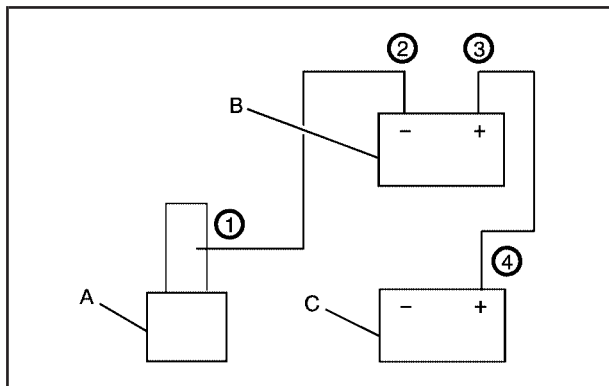 ② ③
B
− +
①
④
A
C
− +